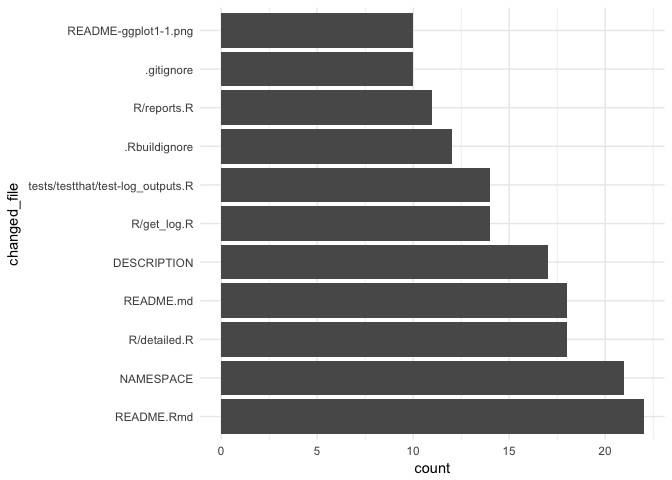 README-ggplot1-1.png
.gitignore
R/reports.R
.Rbuildignore
tests/testthat/test-log_outputs.R
R/get_log.R
DESCRIPTION
README.md
R/detailed.R
NAMESPACE
README.Rmd
changed_file
0 5 10 15 20
count